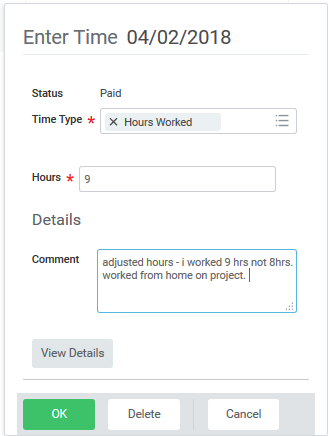 Enter Time 04/02/2018
Status Paid
Time Type * × Hours Worked
Hours * 9
Details
Comment adjusted hours - i worked 9 hrs not 8hrs.
worked from home on project.
View Details
OK Delete Cancel